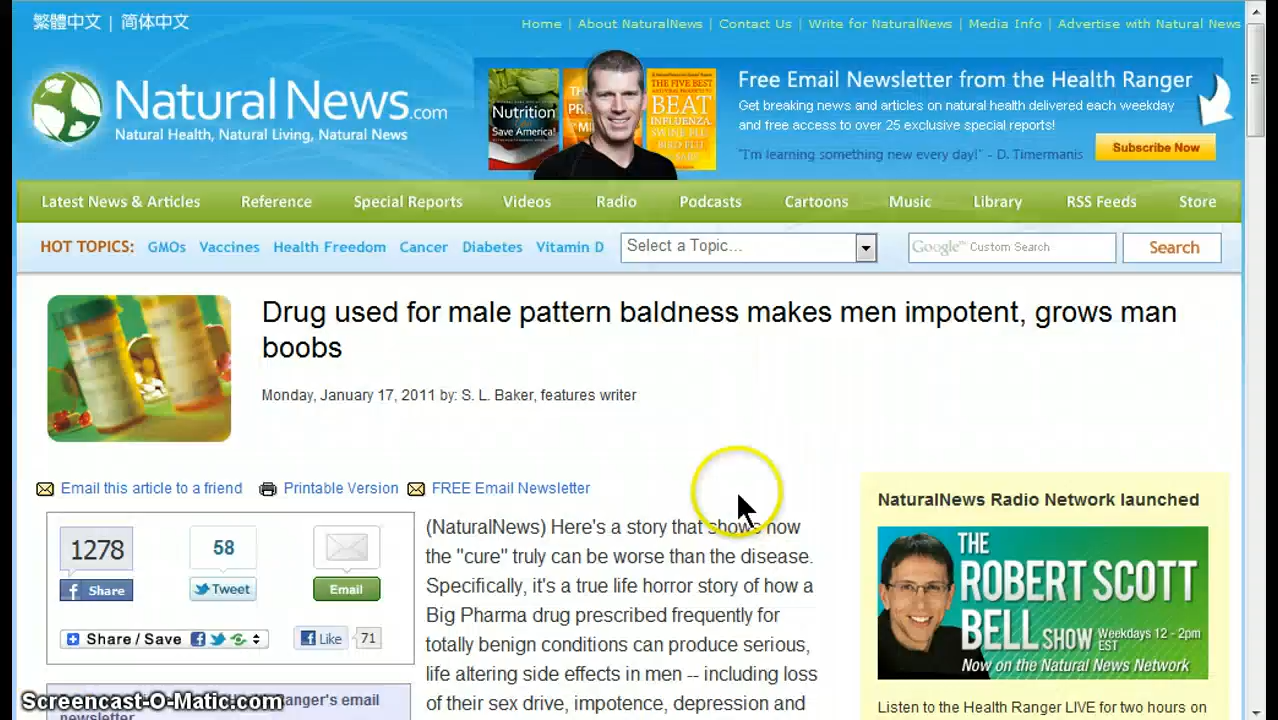 繁體中文 | 简体中文
Home | About NaturalNews | Contact Us | Write for NaturalNews | Media Info | Advertise with Natural News
NaturalNews.com
Natural Health, Natural Living, Natural News
Nutrition
Save America!
THE FIVE BEST
BEAT
INFLUENZA
SWINE FLU
BIRD FLU
Free Email Newsletter from the Health Ranger
Get breaking news and articles on natural health delivered each weekday
and free access to over 25 exclusive special reports!
"I'm learning something new every day!" - D. Timermanis
Subscribe Now
Latest News & Articles Reference Special Reports Videos Radio Podcasts Cartoons Music Library RSS Feeds Store
HOT TOPICS: GMOs Vaccines Health Freedom Cancer Diabetes Vitamin D Select a Topic... Google™ Custom Search Search
Drug used for male pattern baldness makes men impotent, grows man
boobs
Monday, January 17, 2011 by: S. L. Baker, features writer
Email this article to a friend Printable Version FREE Email Newsletter
1278 58
Share Tweet Email
Share / Save Like 71
(NaturalNews) Here's a story that shows how
the "cure" truly can be worse than the disease.
Specifically, it's a true life horror story of how a
Big Pharma drug prescribed frequently for
totally benign conditions can produce serious,
life altering side effects in men -- including loss
of their sex drive, impotence, depression and
NaturalNews Radio Network launched
THE
ROBERT SCOTT
BELL SHOW Weekdays 12 - 2pm
EST
Now on the Natural News Network
Listen to the Health Ranger LIVE for two hours on
Screencast-O-Matic.com
anger's email
newsletter